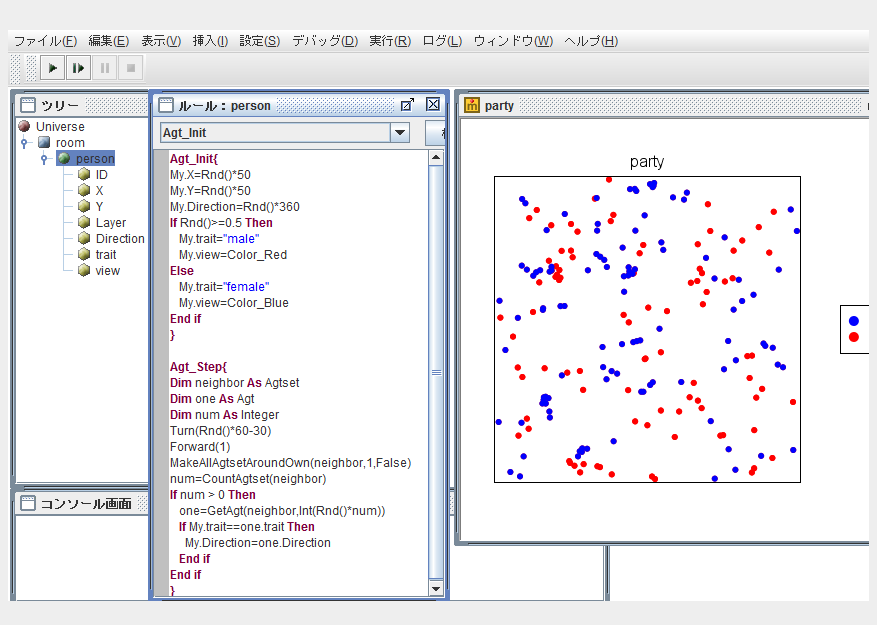 ファイル(F) 編集(E) 表示(V) 挿入(I) 設定(S) デバッグ(D) 実行(R) ログ(L) ウィンドウ(W) ヘルプ(H)
ツリー
Universe
room
person
ID
X
Y
Layer
Direction
trait
view
コンソール画面
ルール：person
Agt_Init
Agt_Init{
My.X=Rnd()*50
My.Y=Rnd()*50
My.Direction=Rnd()*360
If Rnd()>=0.5 Then
My.trait="male"
My.view=Color_Red
Else
My.trait="female"
My.view=Color_Blue
End if
}
Agt_Step{
Dim neighbor As Agtset
Dim one As Agt
Dim num As Integer
Turn(Rnd()*60-30)
Forward(1)
MakeAllAgtsetAroundOwn(neighbor,1,False)
num=CountAgtset(neighbor)
If num > 0 Then
one=GetAgt(neighbor,Int(Rnd()*num))
If My.trait==one.trait Then
My.Direction=one.Direction
End if
End if
}
party
party